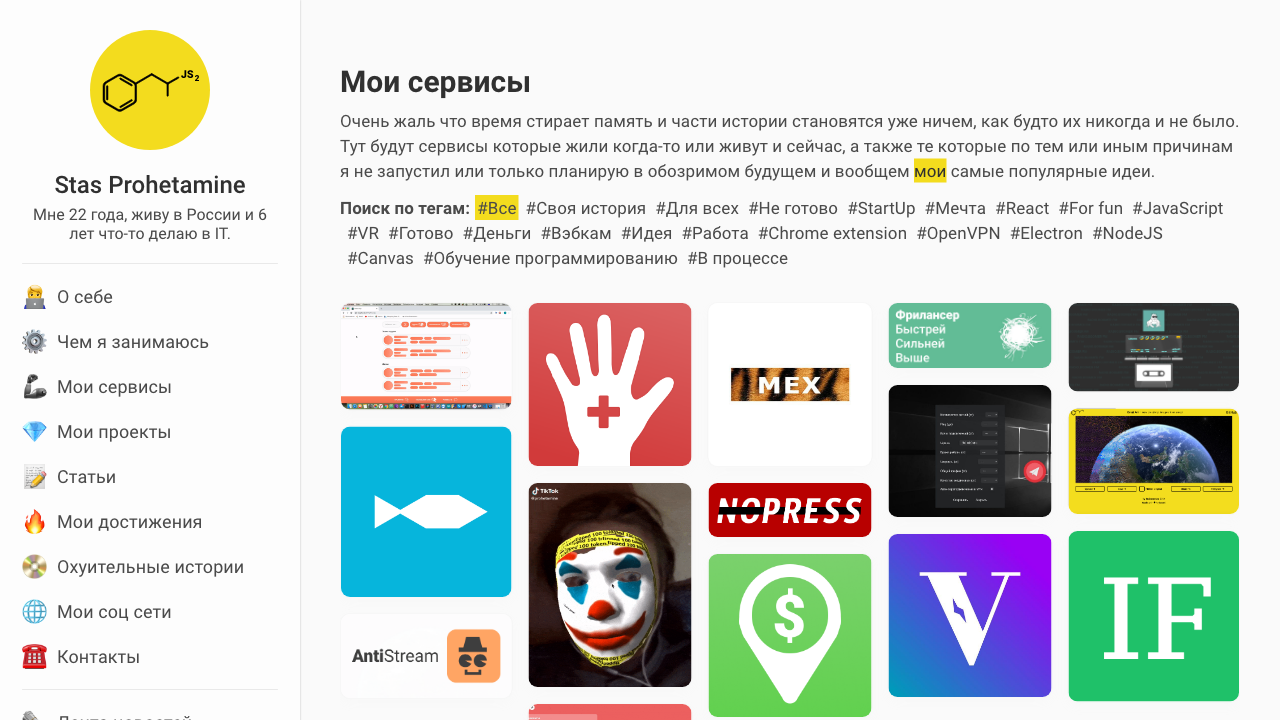 JS2
Stas Prohetamine
Мне 22 года, живу в России и 6
лет что-то делаю в IT.
О себе
Чем я занимаюсь
Мои сервисы
Мои проекты
Статьи
Мои достижения
Охуительные истории
Мои соц сети
Контакты
Мои сервисы
Очень жаль что время стирает память и части истории становятся уже ничем, как будто их никогда и не было.
Тут будут сервисы которые жили когда-то или живут и сейчас, а также те которые по тем или иным причинам
я не запустил или только планирую в обозримом будущем и вообщем мои самые популярные идеи.
Поиск по тегам: #Все #Своя история #Для всех #Не готово #StartUp #Мечта #React #For fun #JavaScript
#VR #Готово #Деньги #Вэбкам #Идея #Работа #Chrome extension #OpenVPN #Electron #NodeJS
#Canvas #Обучение программированию #В процессе
AntiStream
TikTok
MEX
NOPRESS
$
Фрилансер
Быстрей
Сильней
Выше
V
IF